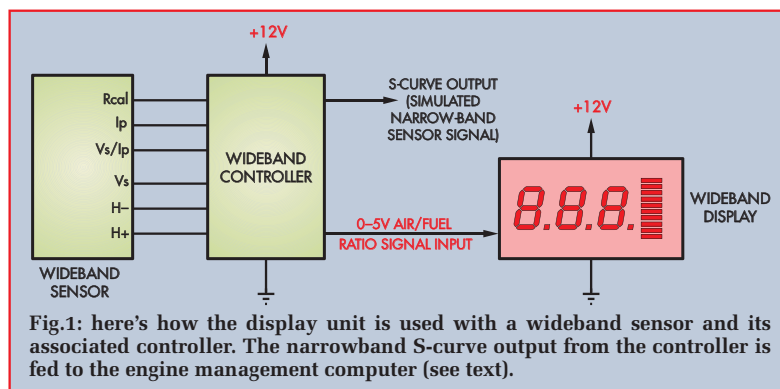 +12V
Rcal
Ip
Vs/Ip
Vs
H–
H+
WIDEBAND
SENSOR
WIDEBAND
CONTROLLER
S-CURVE OUTPUT
(SIMULATED
NARROW-BAND
SENSOR SIGNAL)
0–5V AIR/FUEL
RATIO SIGNAL INPUT
+12V
8.8.8.
WIDEBAND
DISPLAY
Fig.1: here’s how the display unit is used with a wideband sensor and its
associated controller. The narrowband S-curve output from the controller is
fed to the engine management computer (see text).